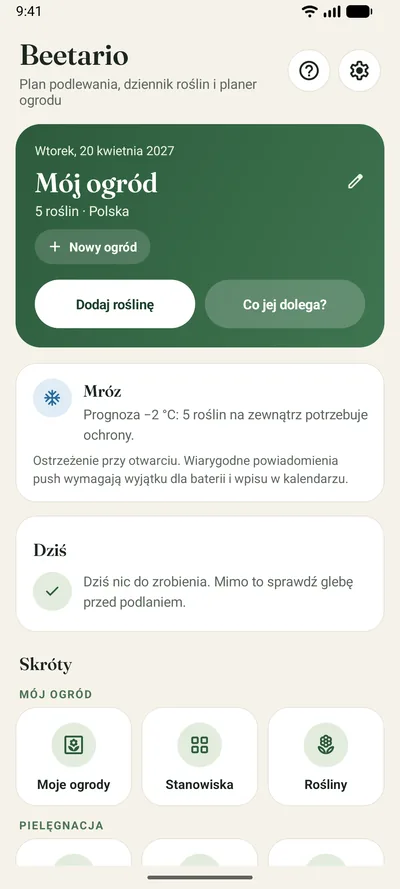 9:41
Beetario
Plan podlewania, dziennik roślin i planer
ogrodu
Wtorek, 20 kwietnia 2027
Mój ogród
5 roślin · Polska
Nowy ogród
Dodaj roślinę
Co jej dolega?
Mróz
Prognoza −2 °C: 5 roślin na zewnątrz potrzebuje
ochrony.
Ostrzeżenie przy otwarciu. Wiarygodne powiadomienia
push wymagają wyjątku dla baterii i wpisu w kalendarzu.
Dziś
Dziś nic do zrobienia. Mimo to sprawdź glebę
przed podlaniem.
Skróty
MÓJ OGRÓD
Moje ogrody
Stanowiska
Rośliny
PIELĘGNACJA